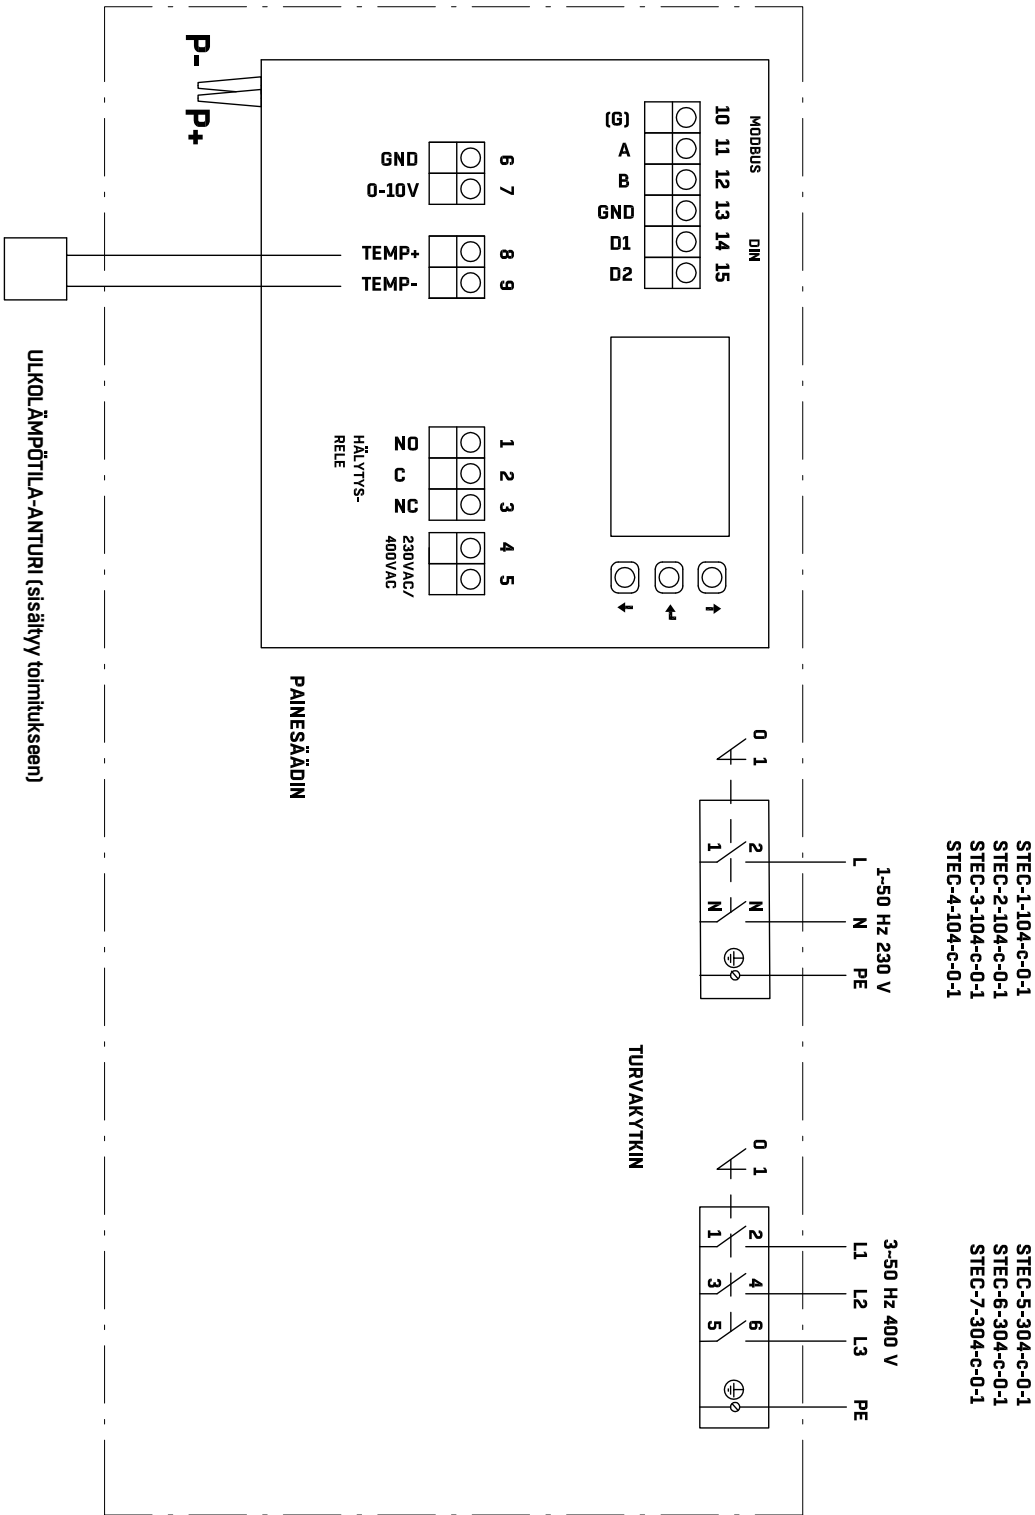 STEC-1-104-c-0-1
STEC-2-104-c-0-1
STEC-3-104-c-0-1
STEC-4-104-c-0-1
STEC-5-304-c-0-1
STEC-6-304-c-0-1
STEC-7-304-c-0-1
1~50 Hz 230 V
L N PE
3~50 Hz 400 V
L1 L2 L3 PE
MODBUS DIN
10 11 12 13 14 15
(G) A B GND D1 D2
0 1
2 N
1 N
0 1
2 4 6
1 3 5
TURVAKYTKIN
6 7 8 9 1 2 3 4 5
GND 0-10V TEMP+ TEMP- NO C NC
230VAC/
400VAC
HÄLYTYS-
RELE
PAINESÄÄDIN
P- P+
ULKOLÄMPÖTILA-ANTURI (sisältyy toimitukseen)